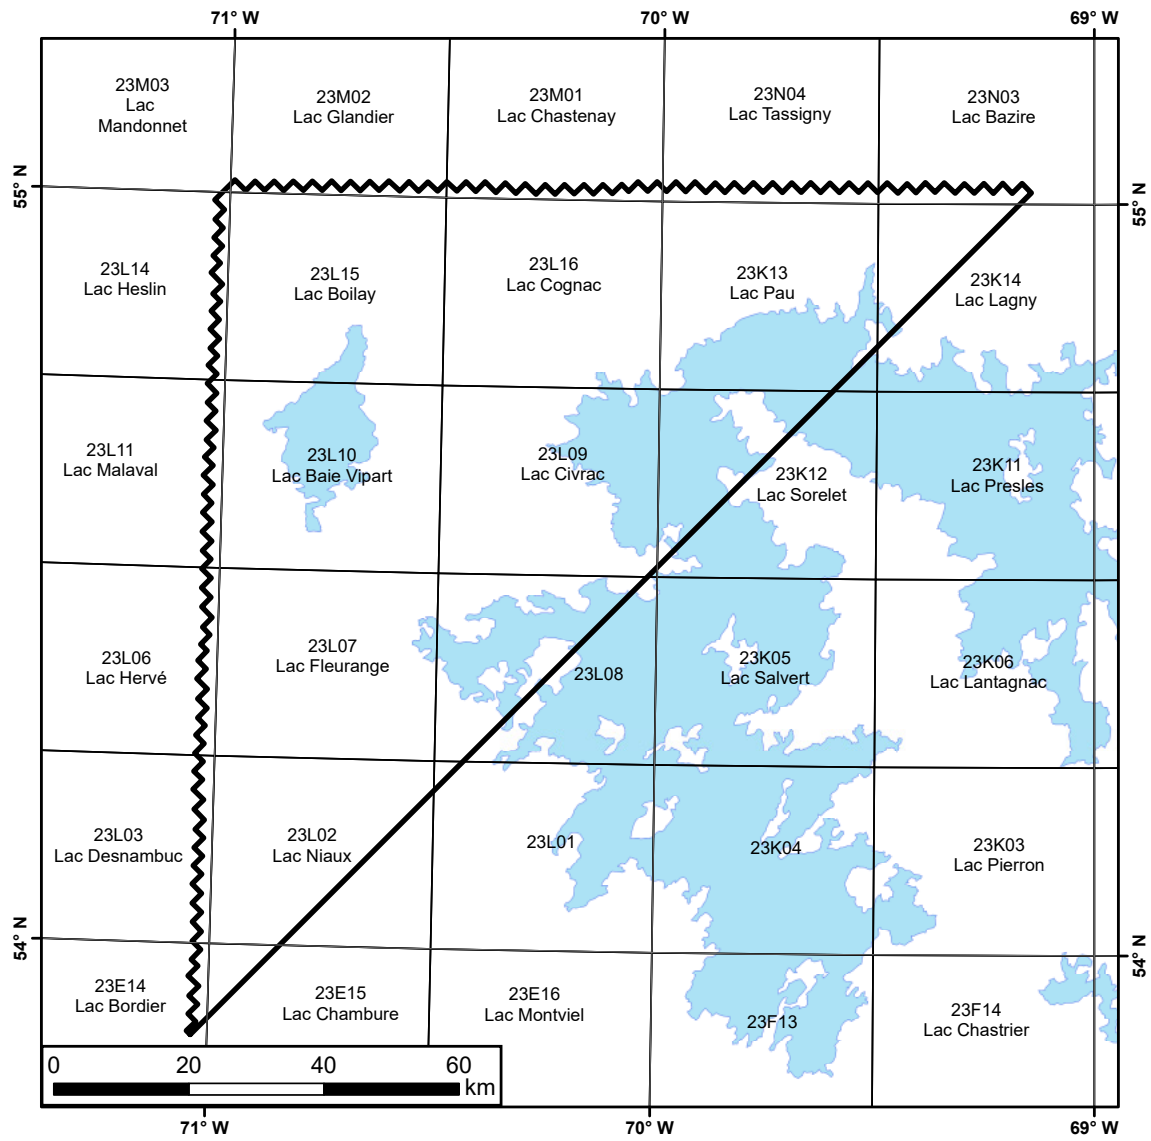 71° W
70° W
69° W
23M03
Lac
Mandonnet
23M02
Lac Glandier
23M01
Lac Chastenay
23N04
Lac Tassigny
23N03
Lac Bazire
55° N
55° N
23L14
Lac Heslin
23L15
Lac Boilay
23L16
Lac Cognac
23K13
Lac Pau
23K14
Lac Lagny
23L11
Lac Malaval
23L10
Lac Baie Vipart
23L09
Lac Civrac
23K12
Lac Sorelet
23K11
Lac Presles
23L06
Lac Hervé
23L07
Lac Fleurange
23L08
23K05
Lac Salvert
23K06
Lac Lantagnac
23L03
Lac Desnambuc
23L02
Lac Niaux
23L01
23K04
23K03
Lac Pierron
54° N
54° N
23E14
Lac Bordier
23E15
Lac Chambure
23E16
Lac Montviel
23F13
23F14
Lac Chastrier
0 20 40 60
km
71° W
70° W
69° W